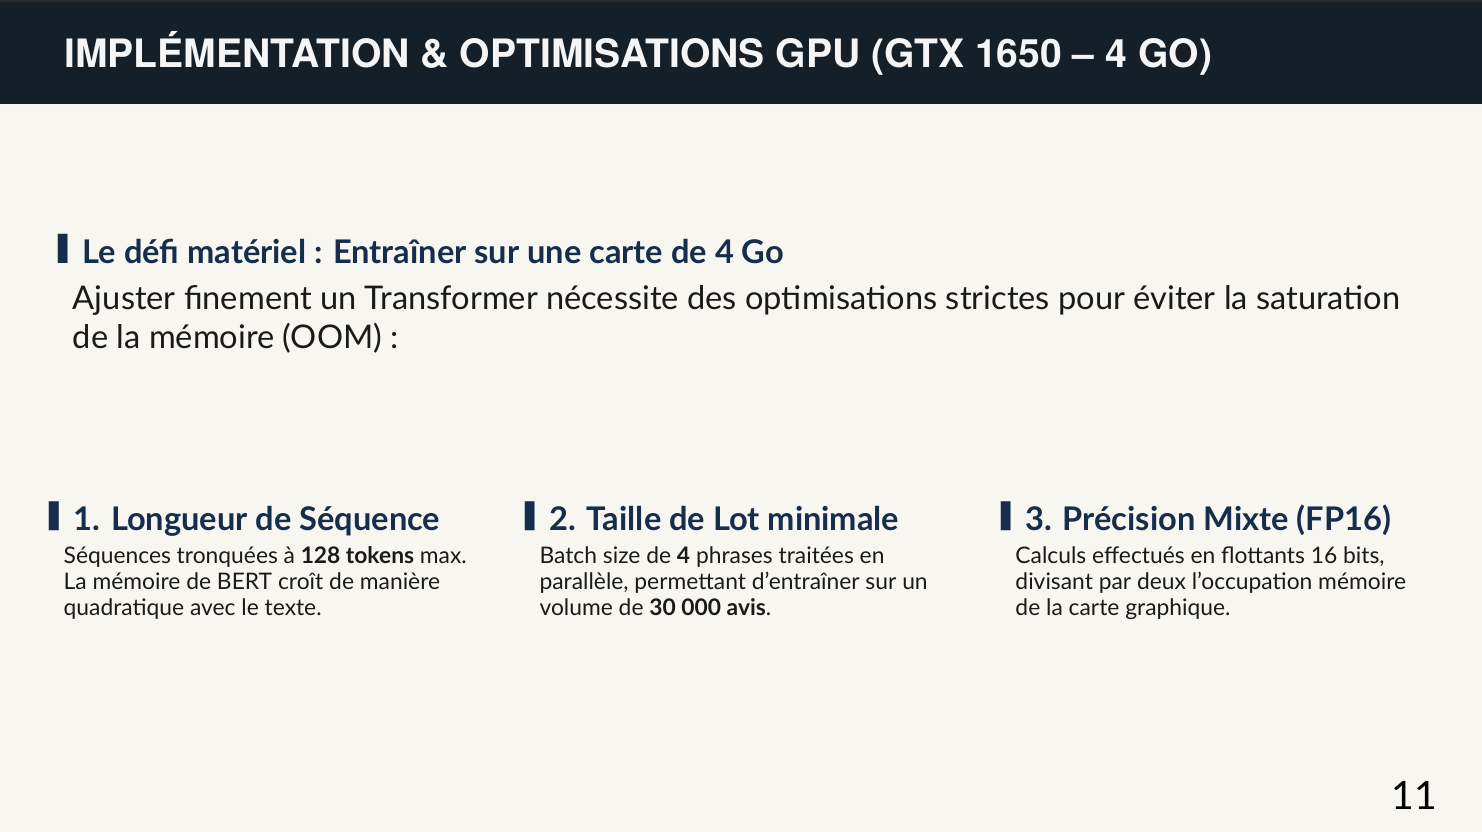 IMPLÉMENTATION & OPTIMISATIONS GPU (GTX 1650 – 4 GO)
Le défi matériel : Entraîner sur une carte de 4 Go
Ajuster finement un Transformer nécessite des optimisations strictes pour éviter la saturation
de la mémoire (OOM) :
1. Longueur de Séquence
Séquences tronquées à 128 tokens max.
La mémoire de BERT croît de manière
quadratique avec le texte.
2. Taille de Lot minimale
Batch size de 4 phrases traitées en
parallèle, permettant d’entraîner sur un
volume de 30 000 avis.
3. Précision Mixte (FP16)
Calculs effectués en flottants 16 bits,
divisant par deux l’occupation mémoire
de la carte graphique.
11